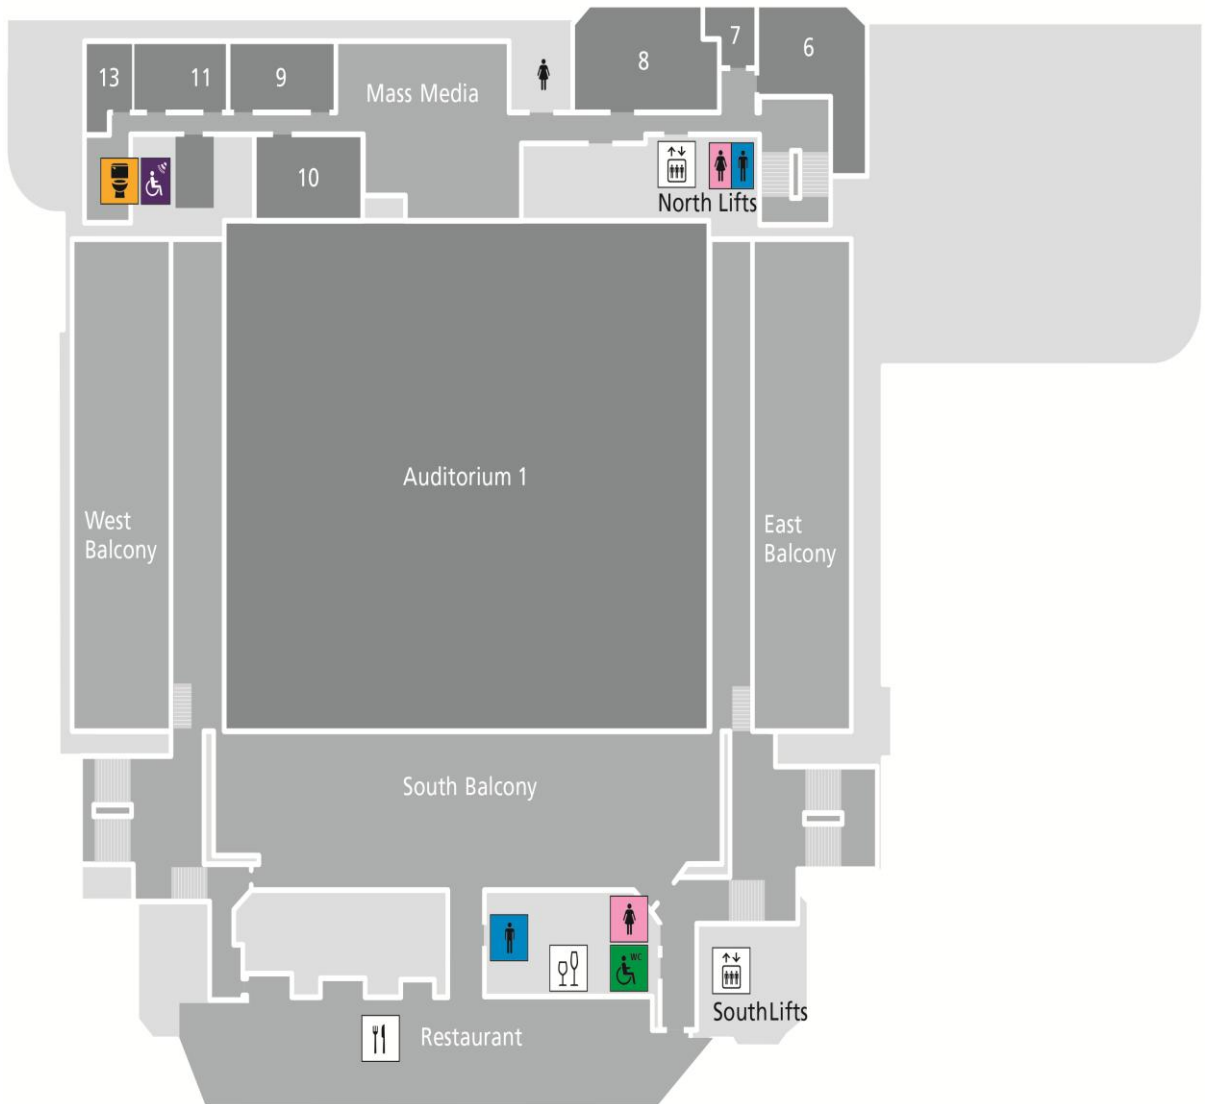 7
6
8
13
11
9
Mass Media
10
North Lifts
Auditorium 1
West
Balcony
East
Balcony
South Balcony
WC
SouthLifts
Restaurant